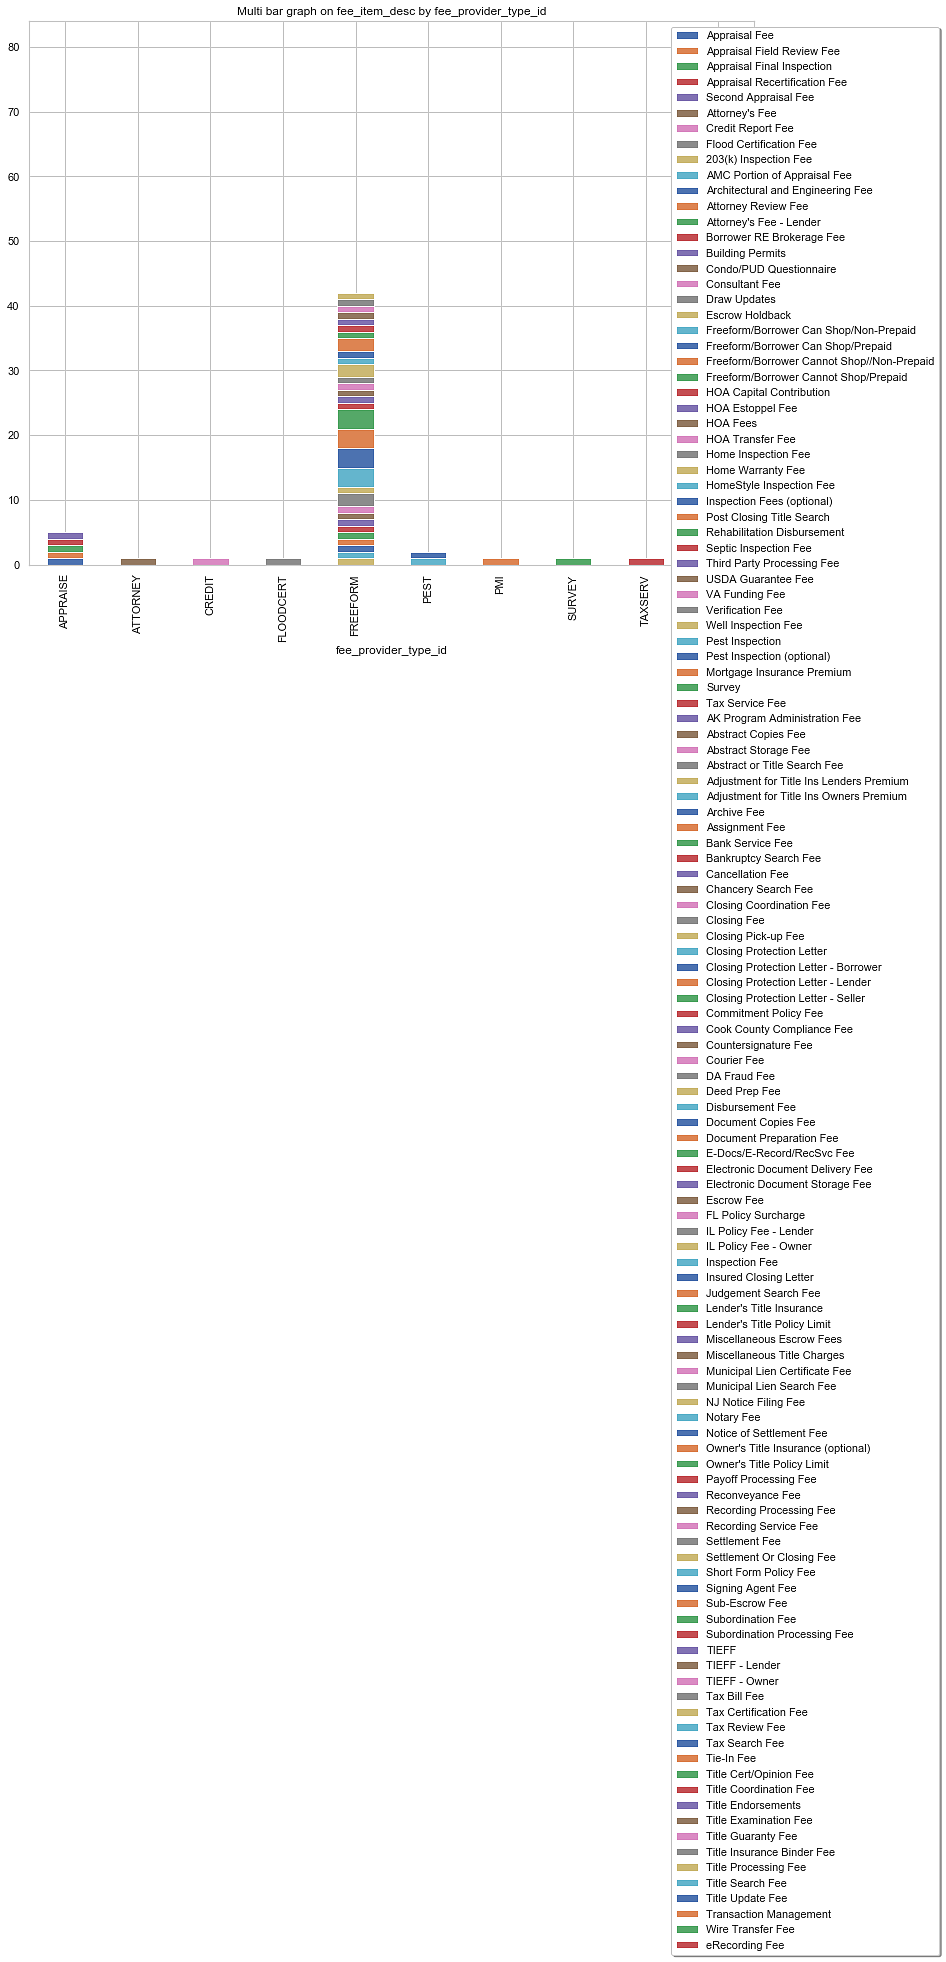 Multi bar graph on fee_item_desc by fee_provider_type_id
80
70
60
50
40
30
20
10
0
APPRAISE
ATTORNEY
CREDIT
FLOODCERT
FREEFORM
PEST
PMI
SURVEY
TAXSERV
fee_provider_type_id
Appraisal Fee
Appraisal Field Review Fee
Appraisal Final Inspection
Appraisal Recertification Fee
Second Appraisal Fee
Attorney's Fee
Credit Report Fee
Flood Certification Fee
203(k) Inspection Fee
AMC Portion of Appraisal Fee
Architectural and Engineering Fee
Attorney Review Fee
Attorney's Fee - Lender
Borrower RE Brokerage Fee
Building Permits
Condo/PUD Questionnaire
Consultant Fee
Draw Updates
Escrow Holdback
Freeform/Borrower Can Shop/Non-Prepaid
Freeform/Borrower Can Shop/Prepaid
Freeform/Borrower Cannot Shop//Non-Prepaid
Freeform/Borrower Cannot Shop/Prepaid
HOA Capital Contribution
HOA Estoppel Fee
HOA Fees
HOA Transfer Fee
Home Inspection Fee
Home Warranty Fee
HomeStyle Inspection Fee
Inspection Fees (optional)
Post Closing Title Search
Rehabilitation Disbursement
Septic Inspection Fee
Third Party Processing Fee
USDA Guarantee Fee
VA Funding Fee
Verification Fee
Well Inspection Fee
Pest Inspection
Pest Inspection (optional)
Mortgage Insurance Premium
Survey
Tax Service Fee
AK Program Administration Fee
Abstract Copies Fee
Abstract Storage Fee
Abstract or Title Search Fee
Adjustment for Title Ins Lenders Premium
Adjustment for Title Ins Owners Premium
Archive Fee
Assignment Fee
Bank Service Fee
Bankruptcy Search Fee
Cancellation Fee
Chancery Search Fee
Closing Coordination Fee
Closing Fee
Closing Pick-up Fee
Closing Protection Letter
Closing Protection Letter - Borrower
Closing Protection Letter - Lender
Closing Protection Letter - Seller
Commitment Policy Fee
Cook County Compliance Fee
Countersignature Fee
Courier Fee
DA Fraud Fee
Deed Prep Fee
Disbursement Fee
Document Copies Fee
Document Preparation Fee
E-Docs/E-Record/RecSvc Fee
Electronic Document Delivery Fee
Electronic Document Storage Fee
Escrow Fee
FL Policy Surcharge
IL Policy Fee - Lender
IL Policy Fee - Owner
Inspection Fee
Insured Closing Letter
Judgement Search Fee
Lender's Title Insurance
Lender's Title Policy Limit
Miscellaneous Escrow Fees
Miscellaneous Title Charges
Municipal Lien Certificate Fee
Municipal Lien Search Fee
NJ Notice Filing Fee
Notary Fee
Notice of Settlement Fee
Owner's Title Insurance (optional)
Owner's Title Policy Limit
Payoff Processing Fee
Reconveyance Fee
Recording Processing Fee
Recording Service Fee
Settlement Fee
Settlement Or Closing Fee
Short Form Policy Fee
Signing Agent Fee
Sub-Escrow Fee
Subordination Fee
Subordination Processing Fee
TIEFF
TIEFF - Lender
TIEFF - Owner
Tax Bill Fee
Tax Certification Fee
Tax Review Fee
Tax Search Fee
Tie-In Fee
Title Cert/Opinion Fee
Title Coordination Fee
Title Endorsements
Title Examination Fee
Title Guaranty Fee
Title Insurance Binder Fee
Title Processing Fee
Title Search Fee
Title Update Fee
Transaction Management
Wire Transfer Fee
eRecording Fee